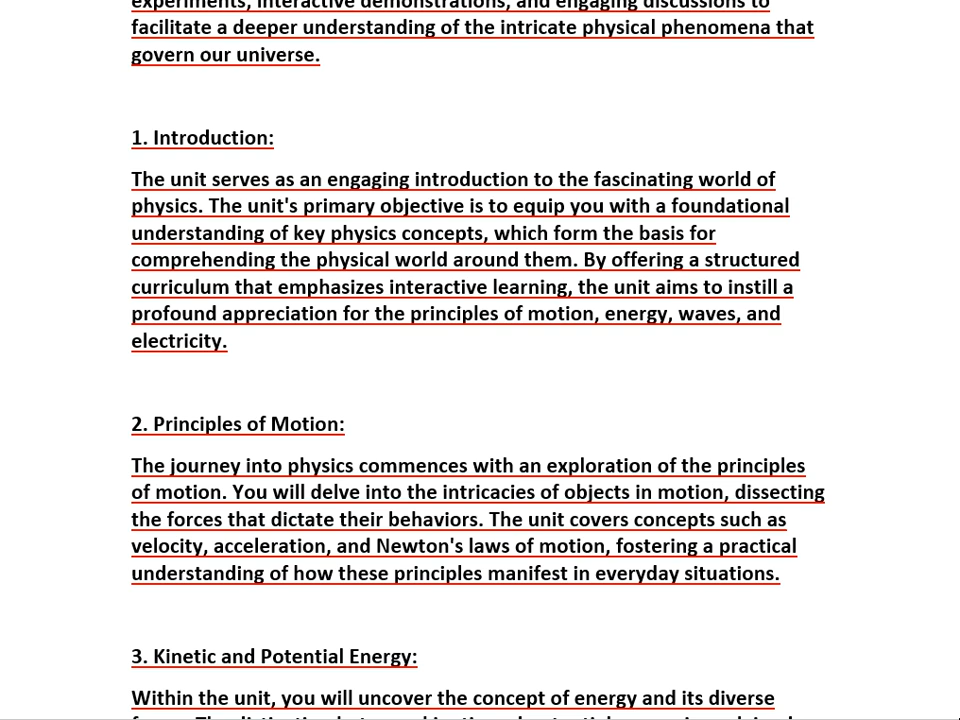 experiments, interactive demonstrations, and engaging discussions to
facilitate a deeper understanding of the intricate physical phenomena that
govern our universe.
1. Introduction:
The unit serves as an engaging introduction to the fascinating world of
physics. The unit's primary objective is to equip you with a foundational
understanding of key physics concepts, which form the basis for
comprehending the physical world around them. By offering a structured
curriculum that emphasizes interactive learning, the unit aims to instill a
profound appreciation for the principles of motion, energy, waves, and
electricity.
2. Principles of Motion:
The journey into physics commences with an exploration of the principles
of motion. You will delve into the intricacies of objects in motion, dissecting
the forces that dictate their behaviors. The unit covers concepts such as
velocity, acceleration, and Newton's laws of motion, fostering a practical
understanding of how these principles manifest in everyday situations.
3. Kinetic and Potential Energy:
Within the unit, you will uncover the concept of energy and its diverse